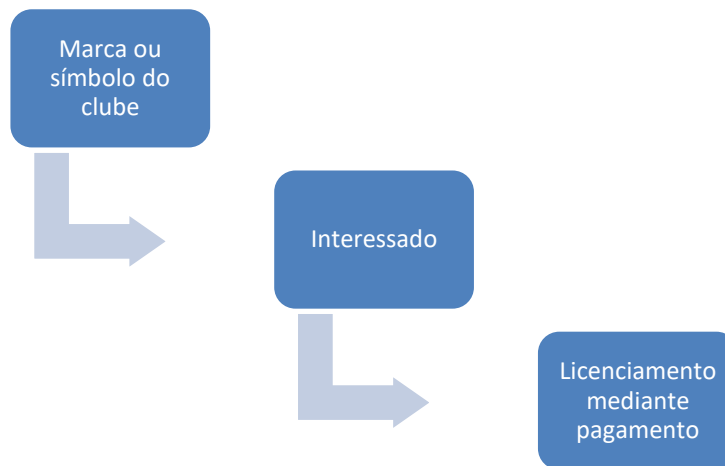 Marca ou
símbolo do
clube
Interessado
Licenciamento
mediante
pagamento